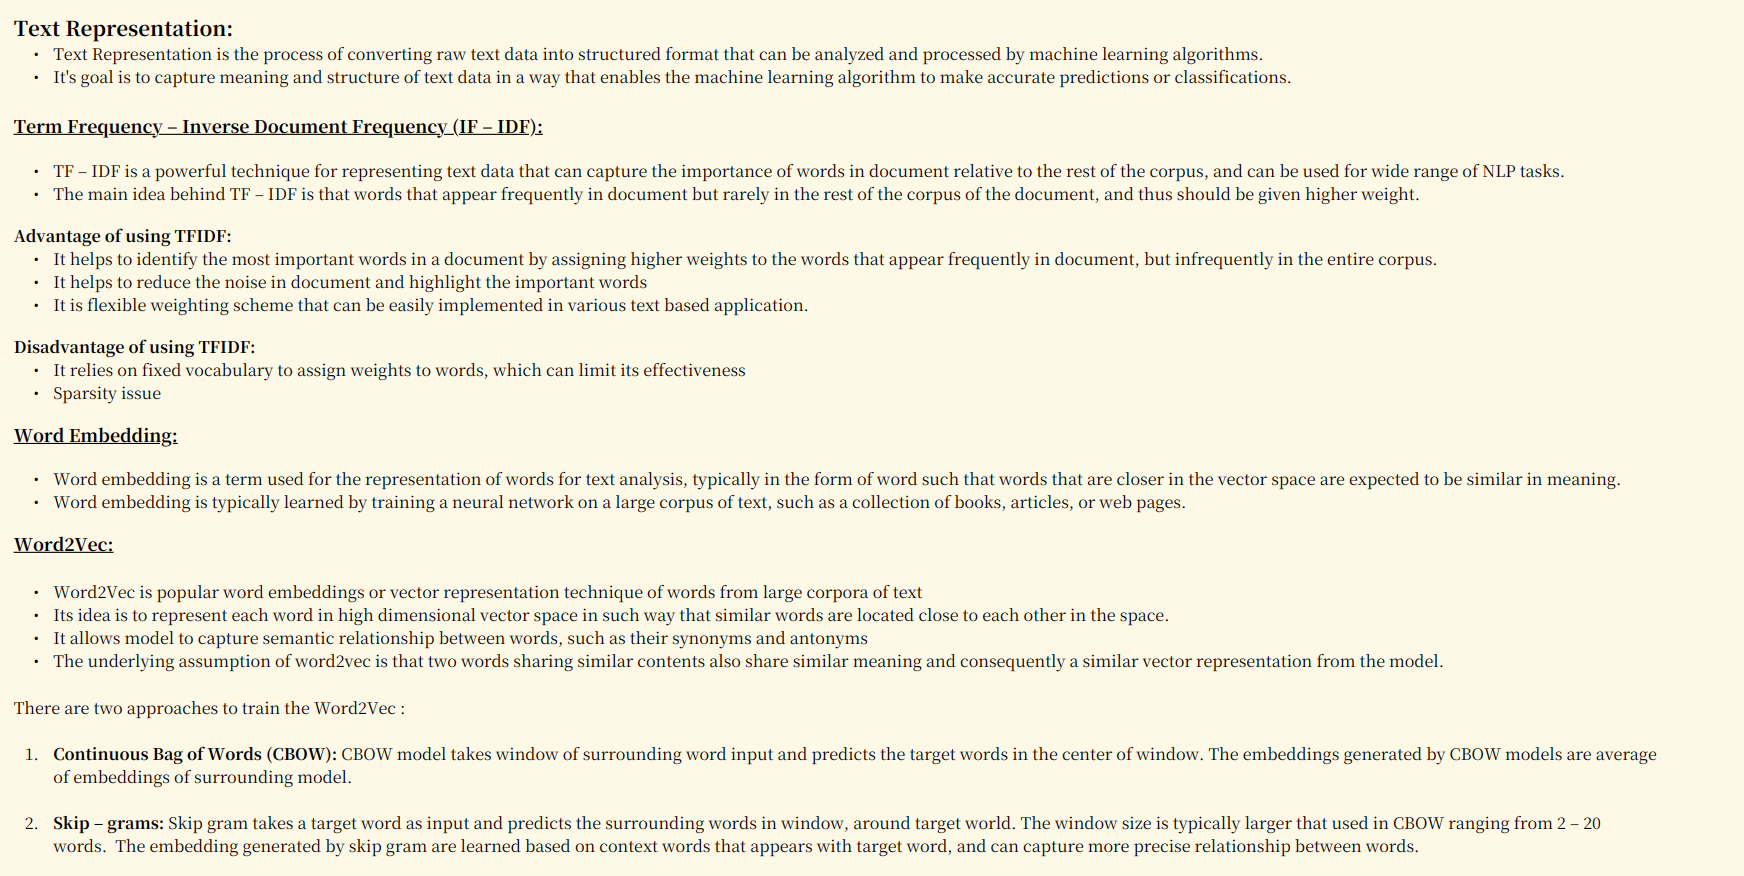 Text Representation:
• Text Representation is the process of converting raw text data into structured format that can be analyzed and processed by machine learning algorithms.
• It's goal is to capture meaning and structure of text data in a way that enables the machine learning algorithm to make accurate predictions or classifications.
Term Frequency – Inverse Document Frequency (IF – IDF):
• TF – IDF is a powerful technique for representing text data that can capture the importance of words in document relative to the rest of the corpus, and can be used for wide range of NLP tasks.
• The main idea behind TF – IDF is that words that appear frequently in document but rarely in the rest of the corpus of the document, and thus should be given higher weight.
Advantage of using TFIDF:
• It helps to identify the most important words in a document by assigning higher weights to the words that appear frequently in document, but infrequently in the entire corpus.
• It helps to reduce the noise in document and highlight the important words
• It is flexible weighting scheme that can be easily implemented in various text based application.
Disadvantage of using TFIDF:
• It relies on fixed vocabulary to assign weights to words, which can limit its effectiveness
• Sparsity issue
Word Embedding:
• Word embedding is a term used for the representation of words for text analysis, typically in the form of word such that words that are closer in the vector space are expected to be similar in meaning.
• Word embedding is typically learned by training a neural network on a large corpus of text, such as a collection of books, articles, or web pages.
Word2Vec:
• Word2Vec is popular word embeddings or vector representation technique of words from large corpora of text
• Its idea is to represent each word in high dimensional vector space in such way that similar words are located close to each other in the space.
• It allows model to capture semantic relationship between words, such as their synonyms and antonyms
• The underlying assumption of word2vec is that two words sharing similar contents also share similar meaning and consequently a similar vector representation from the model.
There are two approaches to train the Word2Vec :
1. Continuous Bag of Words (CBOW): CBOW model takes window of surrounding word input and predicts the target words in the center of window. The embeddings generated by CBOW models are average
of embeddings of surrounding model.
2. Skip – grams: Skip gram takes a target word as input and predicts the surrounding words in window, around target world. The window size is typically larger that used in CBOW ranging from 2 – 20
words. The embedding generated by skip gram are learned based on context words that appears with target word, and can capture more precise relationship between words.